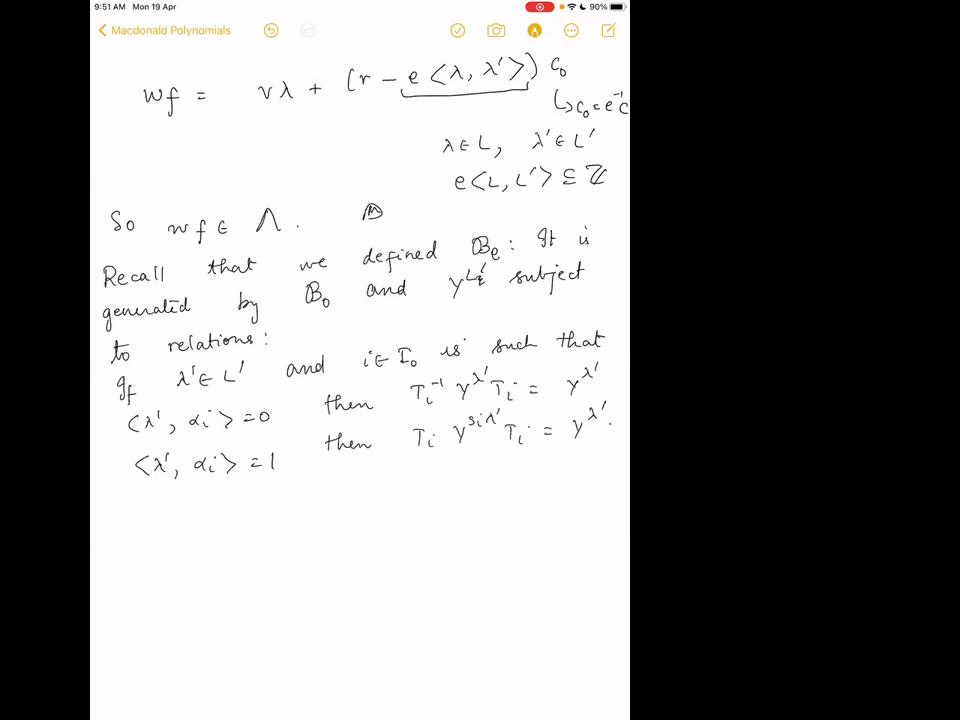 9:51 AM Mon 19 Apr 90%
Macdonald Polynomials
wf = vλ + (r − e <λ, λ'>) c₀
↳ c₀ = e⁻¹c
λ ∈ L, λ' ∈ L'
e<L, L'> ⊆ ℤ
So wf ∈ Λ.
Recall that we defined 𝔹e : It is
generated by 𝔹₀ and Y^L' subject
to relations:
If λ' ∈ L' and i ∈ I₀ is such that
<λ', αi> = 0 then Ti⁻¹ Y^λ' Ti = Y^λ'
<λ', αi> = 1 then Ti Y^siλ' Ti = Y^λ'.